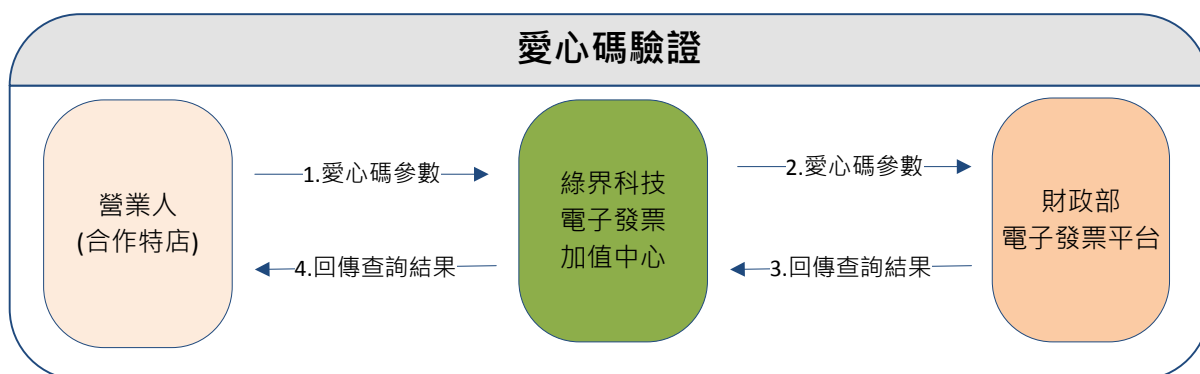 愛心碼驗證
營業人
(合作特店)
1.愛心碼參數
4.回傳查詢結果
綠界科技
電子發票
加值中心
2.愛心碼參數
3.回傳查詢結果
財政部
電子發票平台